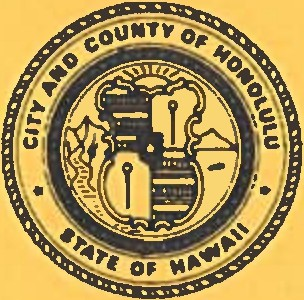 CITY AND COUNTY OF HONOLULU
STATE OF HAWAII